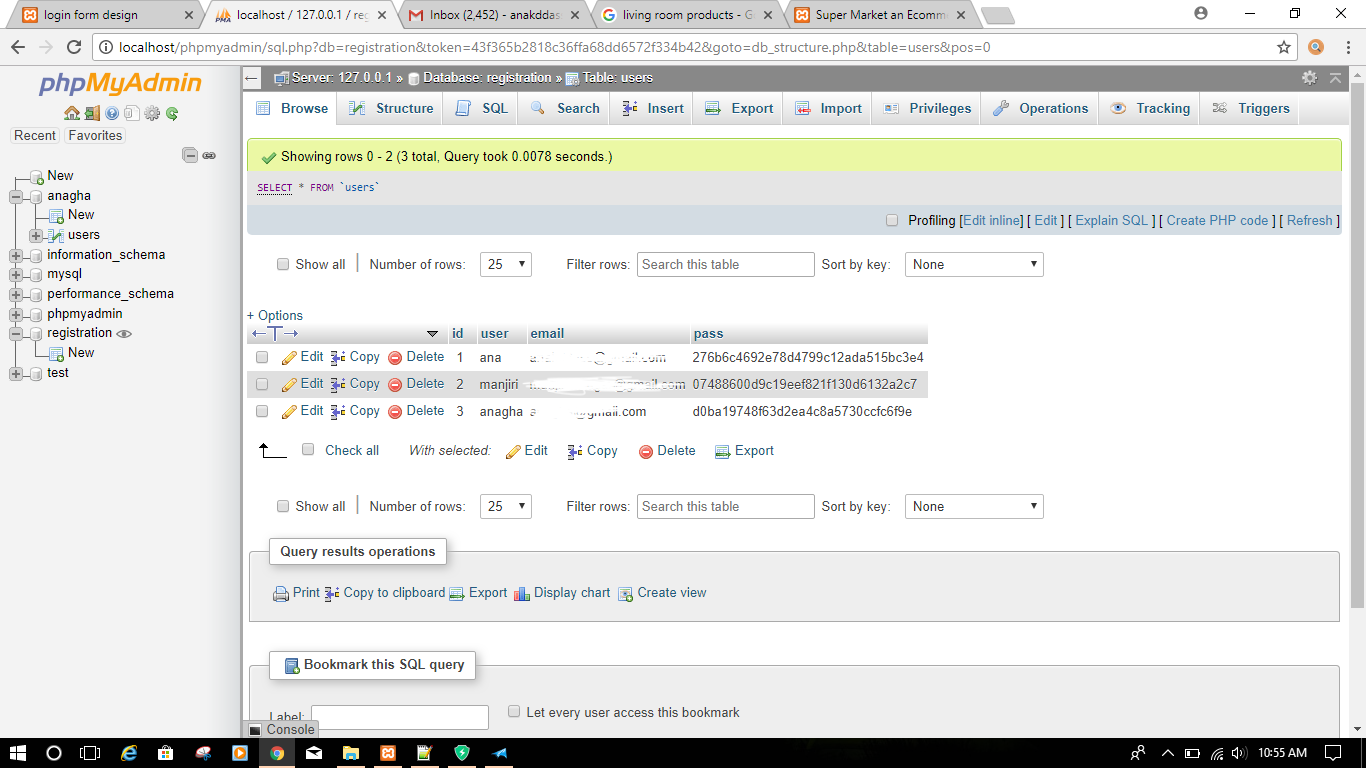 login form design
localhost / 127.0.0.1 / reg
Inbox (2,452) - anakddas
living room products - G
Super Market an Ecomm
localhost/phpmyadmin/sql.php?db=registration&token=43f365b2818c36ffa68dd6572f334b42&goto=db_structure.php&table=users&pos=0
phpMyAdmin
Recent Favorites
New
anagha
New
users
information_schema
mysql
performance_schema
phpmyadmin
registration
New
test
Server: 127.0.0.1 » Database: registration » Table: users
Browse Structure SQL Search Insert Export Import Privileges Operations Tracking Triggers
Showing rows 0 - 2 (3 total, Query took 0.0078 seconds.)
SELECT * FROM `users`
Profiling [Edit inline] [ Edit ] [ Explain SQL ] [ Create PHP code ] [ Refresh ]
Show all | Number of rows: 25 Filter rows: Search this table Sort by key: None
+ Options
←T→ id user email pass
Edit Copy Delete 1 ana 276b6c4692e78d4799c12ada515bc3e4
Edit Copy Delete 2 manjiri @gmail.com 07488600d9c19eef821f130d6132a2c7
Edit Copy Delete 3 anagha @gmail.com d0ba19748f63d2ea4c8a5730ccfc6f9e
Check all With selected: Edit Copy Delete Export
Show all | Number of rows: 25 Filter rows: Search this table Sort by key: None
Query results operations
Print Copy to clipboard Export Display chart Create view
Bookmark this SQL query
Label: Let every user access this bookmark
Console
10:55 AM